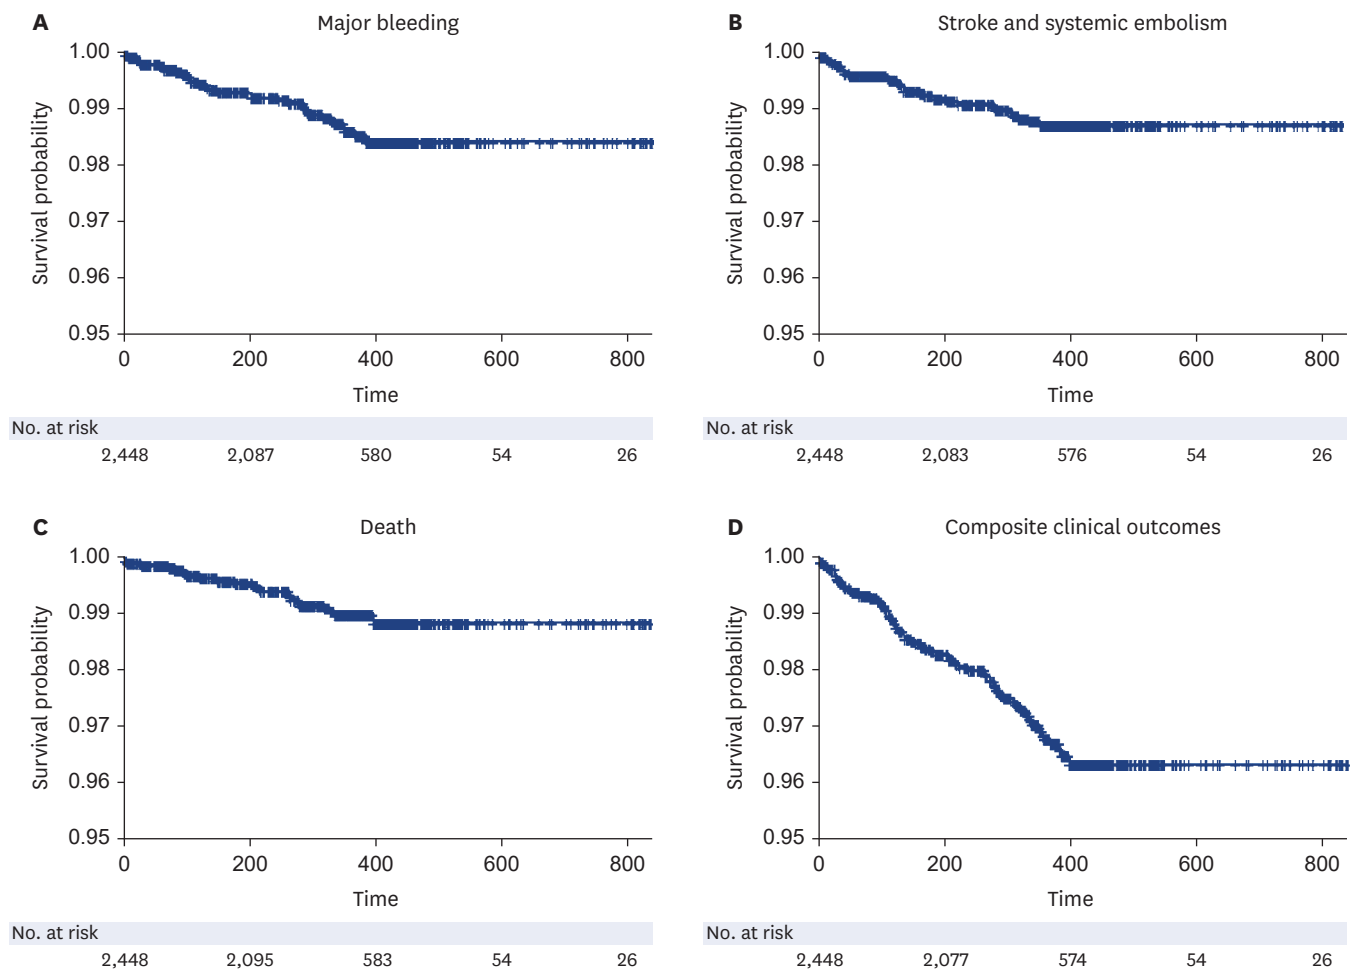 A Major bleeding
1.00
0.99
0.98
0.97
0.96
0.95
Survival probability
0 200 400 600 800
Time
No. at risk
2,448 2,087 580 54 26
B Stroke and systemic embolism
1.00
0.99
0.98
0.97
0.96
0.95
Survival probability
0 200 400 600 800
Time
No. at risk
2,448 2,083 576 54 26
C Death
1.00
0.99
0.98
0.97
0.96
0.95
Survival probability
0 200 400 600 800
Time
No. at risk
2,448 2,095 583 54 26
D Composite clinical outcomes
1.00
0.99
0.98
0.97
0.96
0.95
Survival probability
0 200 400 600 800
Time
No. at risk
2,448 2,077 574 54 26